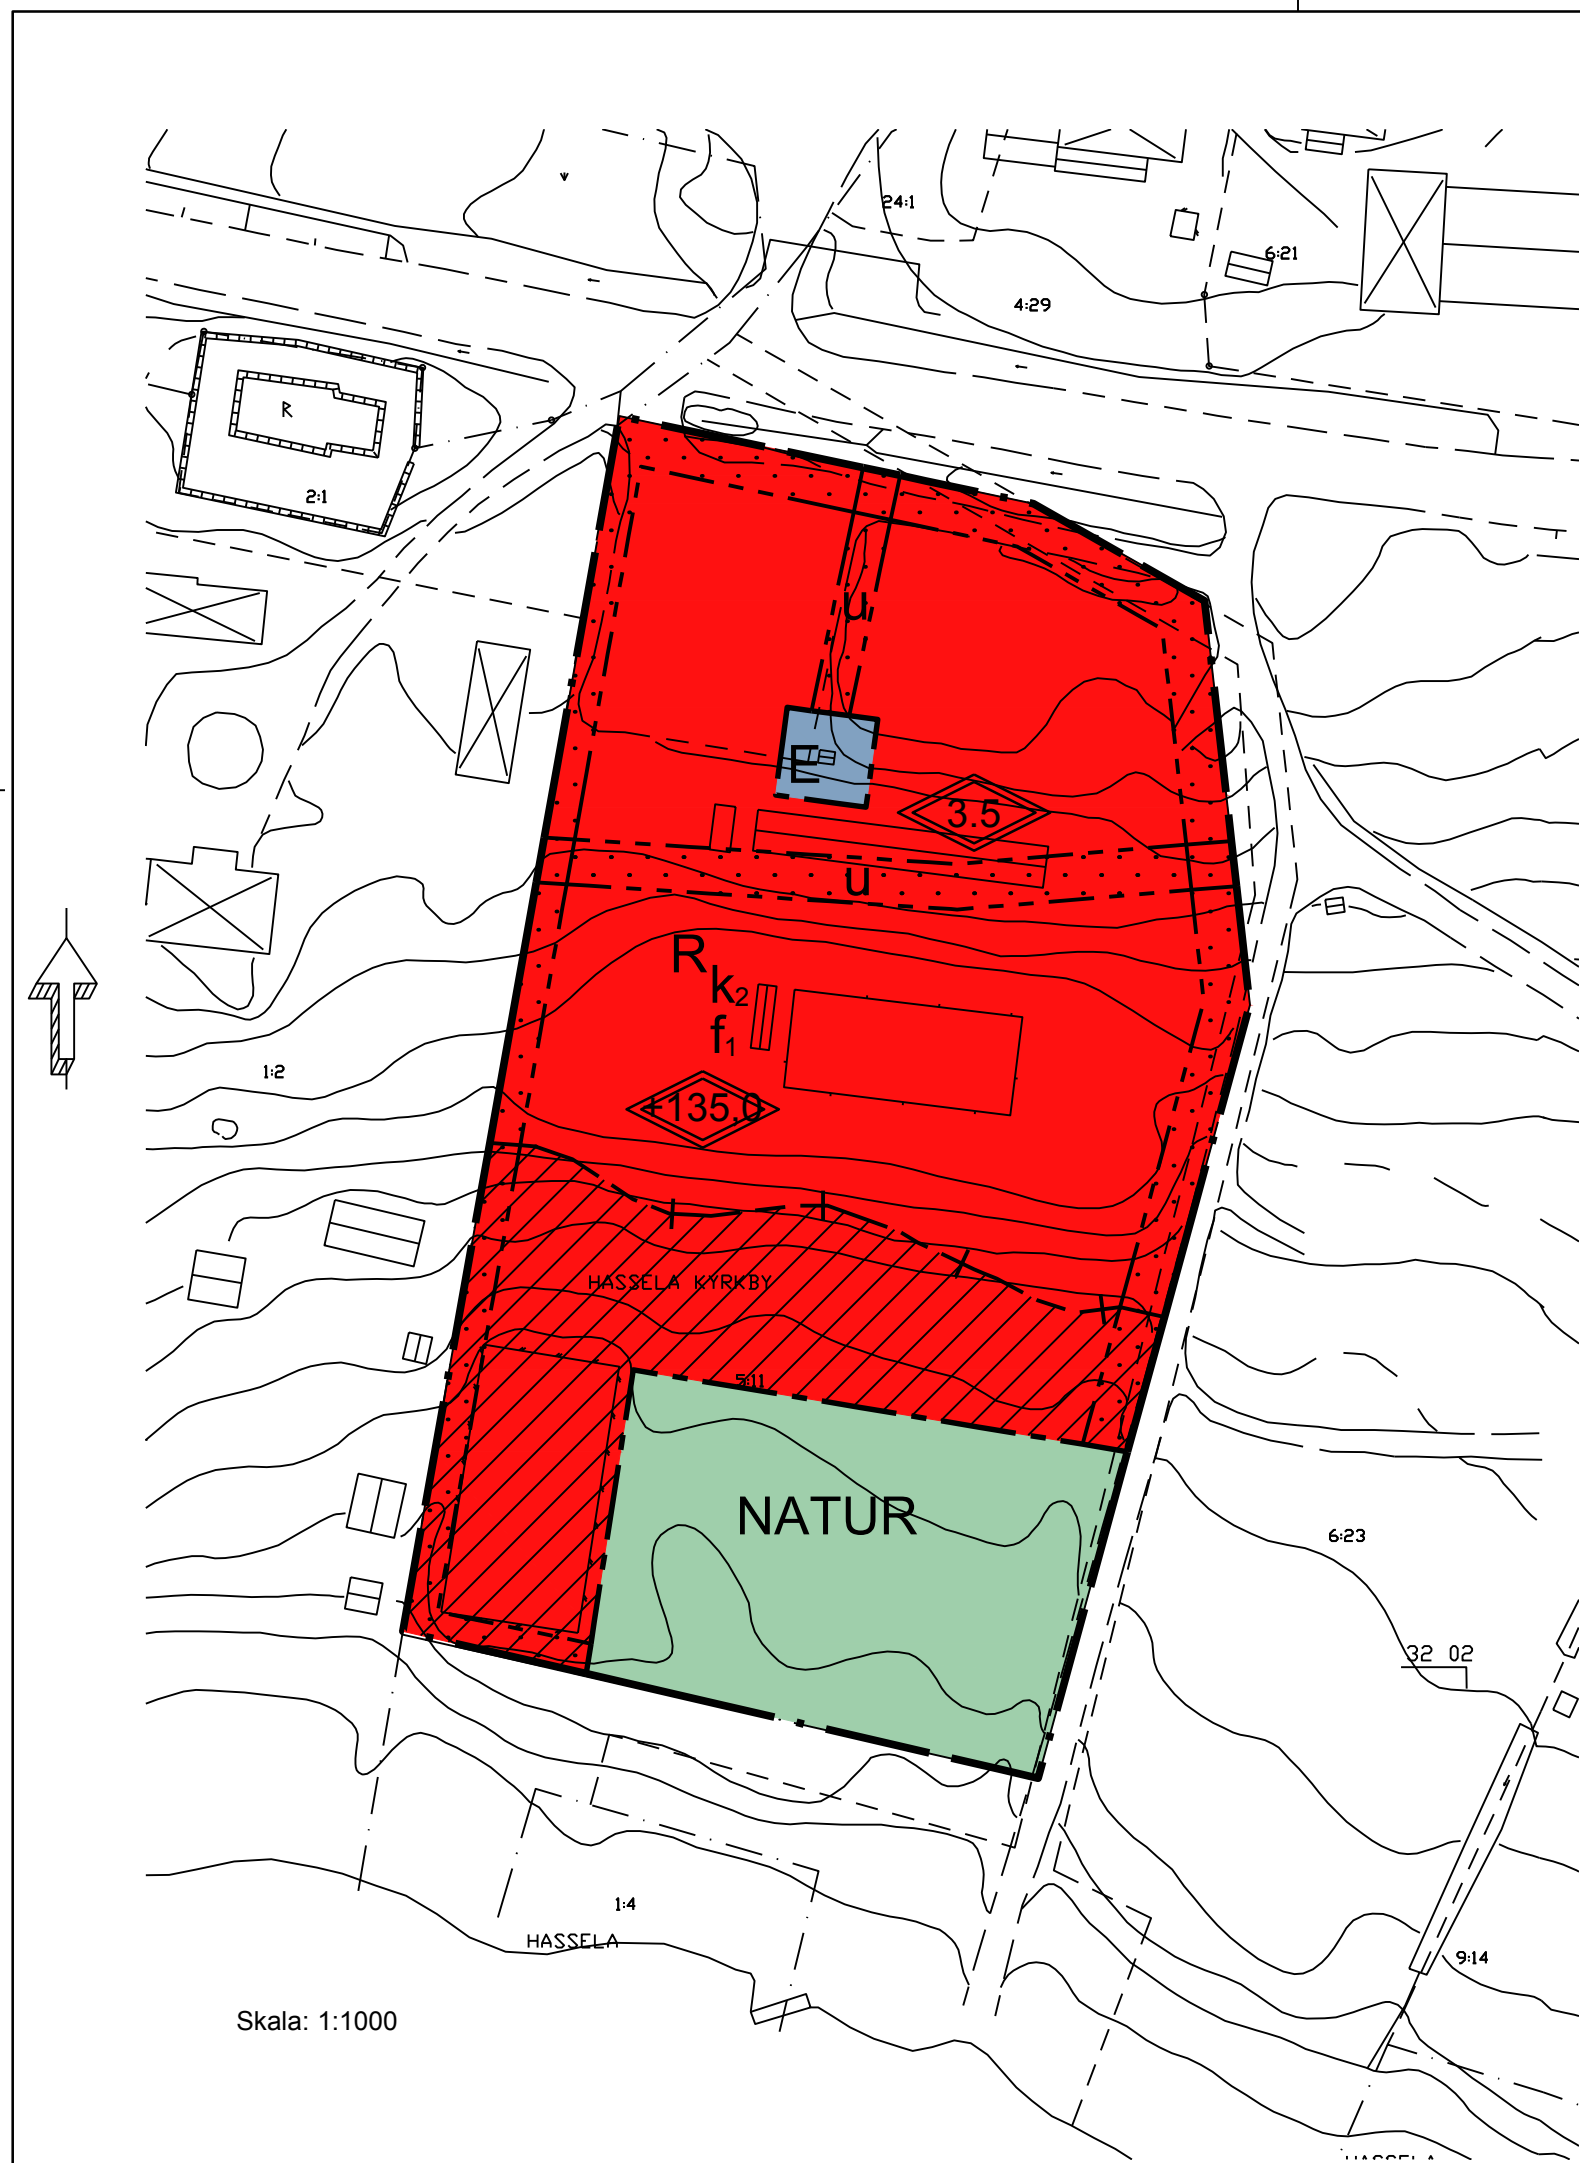 24:1
6:21
4:29
R
2:1
u
E
3.5
u
R
k2
f1
1:2
+135,0
HASSELA KYRKBY
5:11
NATUR
6:23
32 02
1:4
HASSELA
9:14
Skala: 1:1000
HASSELA